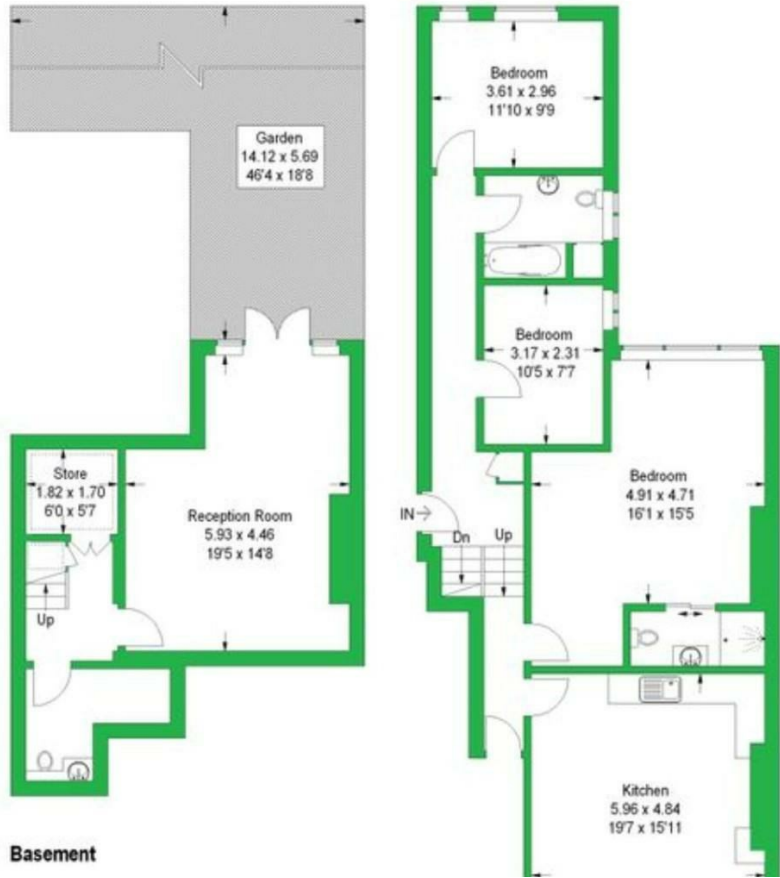 Garden
14.12 x 5.69
46'4 x 18'8
Store
1.82 x 1.70
6'0 x 5'7
Reception Room
5.93 x 4.46
19'5 x 14'8
Up
Basement
Bedroom
3.61 x 2.96
11'10 x 9'9
Bedroom
3.17 x 2.31
10'5 x 7'7
Bedroom
4.91 x 4.71
16'1 x 15'5
IN
Dn
Up
Kitchen
5.96 x 4.84
19'7 x 15'11